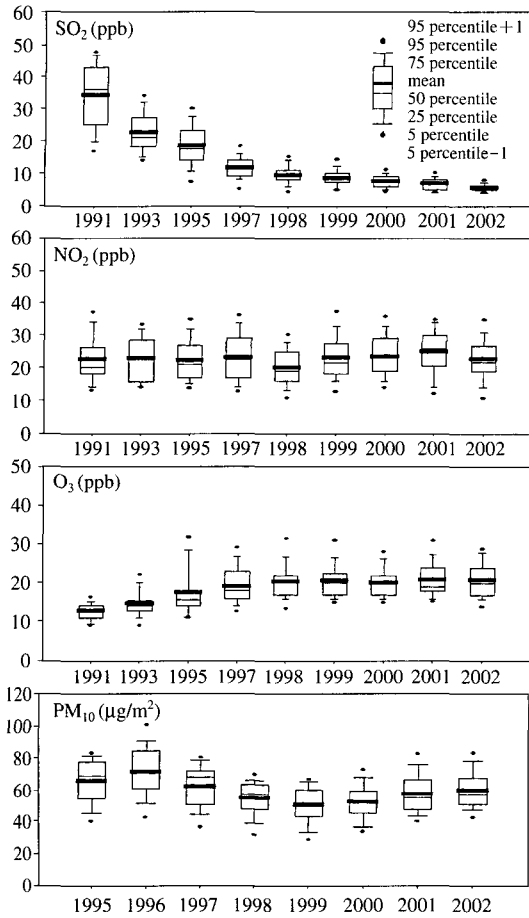 60
SO₂ (ppb)
50
40
30
20
10
0
95 percentile+1
95 percentile
75 percentile
mean
50 percentile
25 percentile
5 percentile
5 percentile−1
1991 1993 1995 1997 1998 1999 2000 2001 2002
50
NO₂ (ppb)
40
30
20
10
0
1991 1993 1995 1997 1998 1999 2000 2001 2002
50
O₃ (ppb)
40
30
20
10
0
1991 1993 1995 1997 1998 1999 2000 2001 2002
120
PM₁₀ (μg/m²)
100
80
60
40
20
0
1995 1996 1997 1998 1999 2000 2001 2002